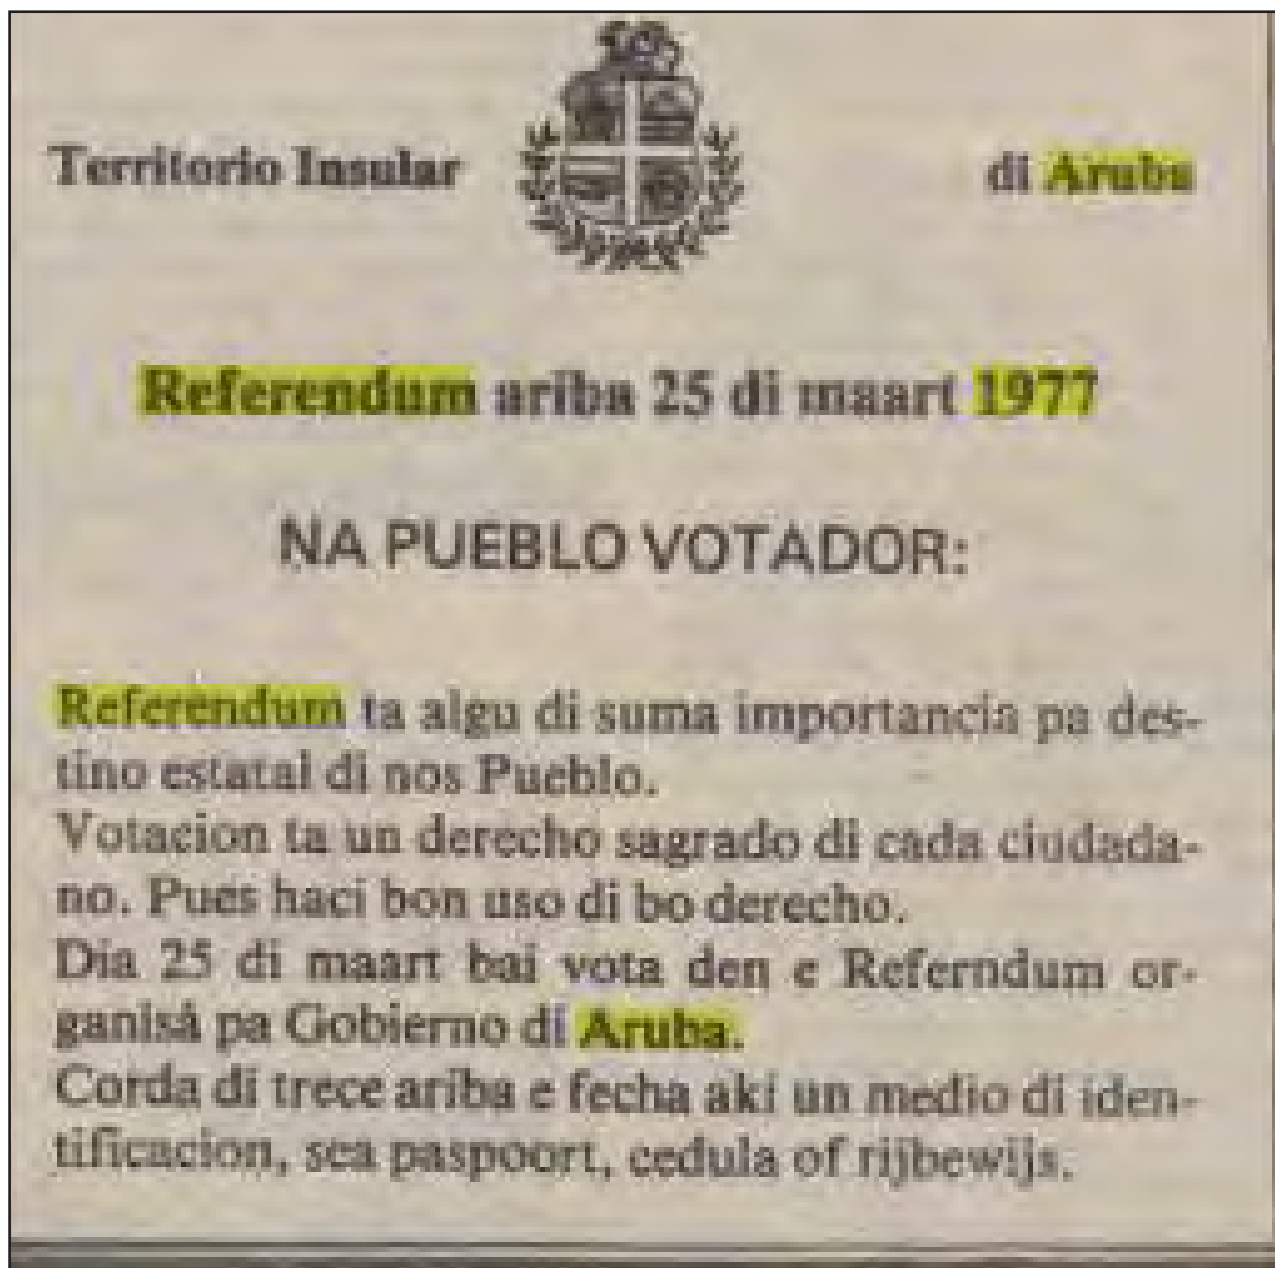 Territorio Insular di Aruba
Referendum ariba 25 di maart 1977
NA PUEBLO VOTADOR:
Referendum ta algu di suma importancia pa des-
tino estatal di nos Pueblo.
Votacion ta un derecho sagrado di cada ciudada-
no. Pues haci bon uso di bo derecho.
Dia 25 di maart bai vota den e Referndum or-
ganisá pa Gobierno di Aruba.
Corda di trece ariba e fecha aki un medio di iden-
tificacion, sea paspoort, cedula of rijbewijs.